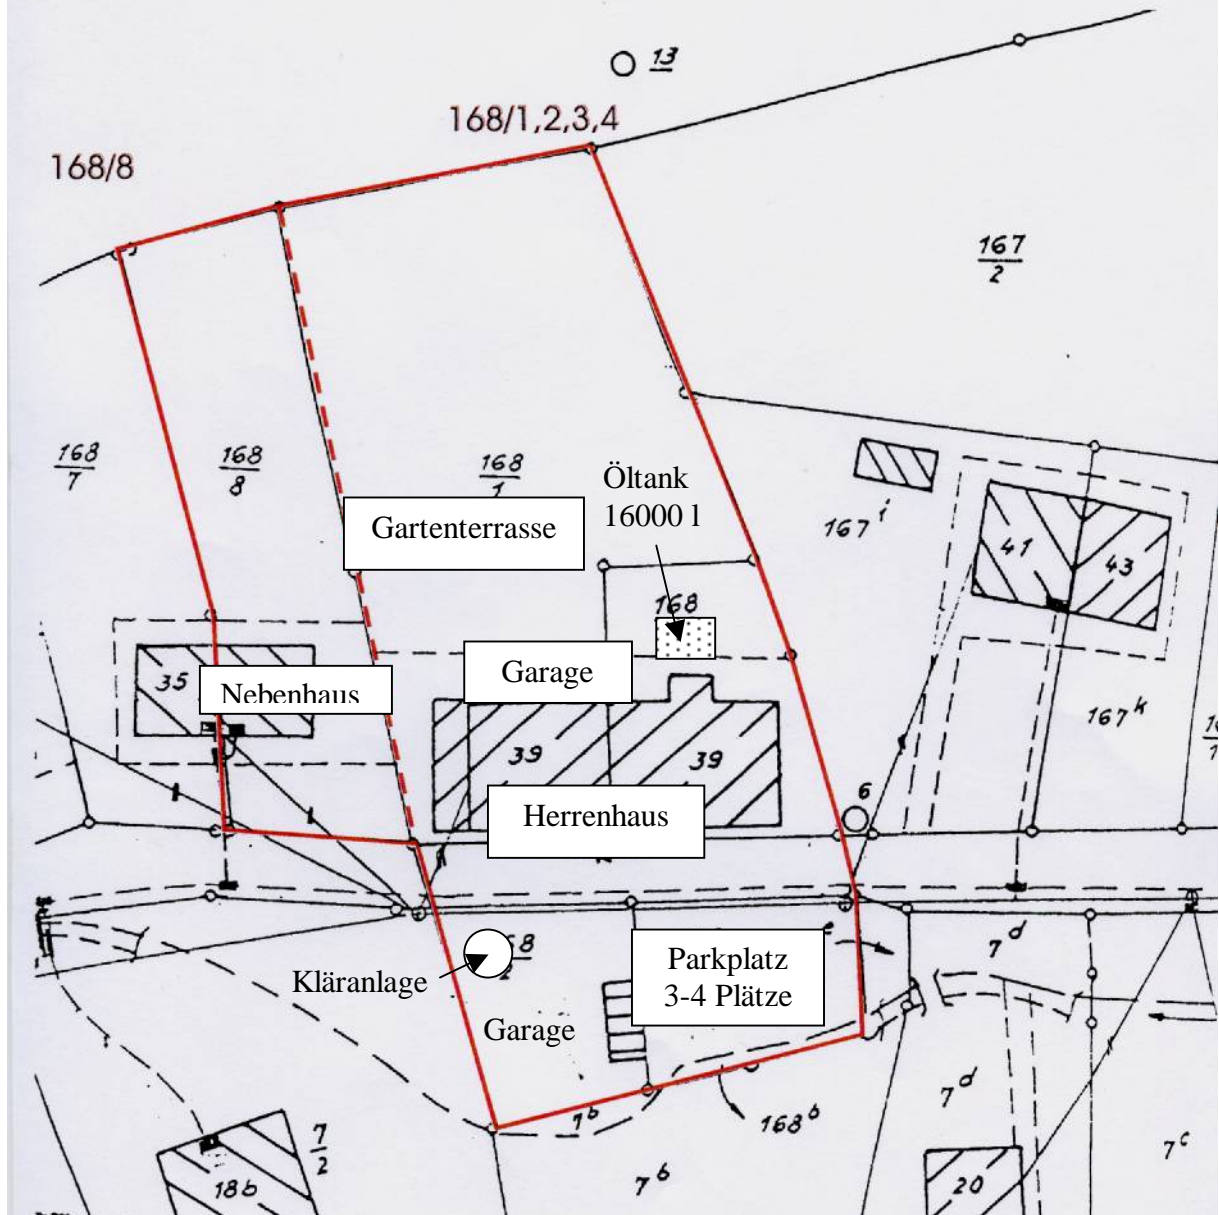 13
168/1,2,3,4
168/8
167
2
168
7
168
8
168
1
Öltank
16000 l
Gartenterrasse
167 i
41
43
168
Garage
35
Nebenhaus
167 k
39
39
6
Herrenhaus
Parkplatz
3-4 Plätze
7 d
Kläranlage
Garage
7 b
168 b
7 d
7
2
18b
7 b
20
7 c